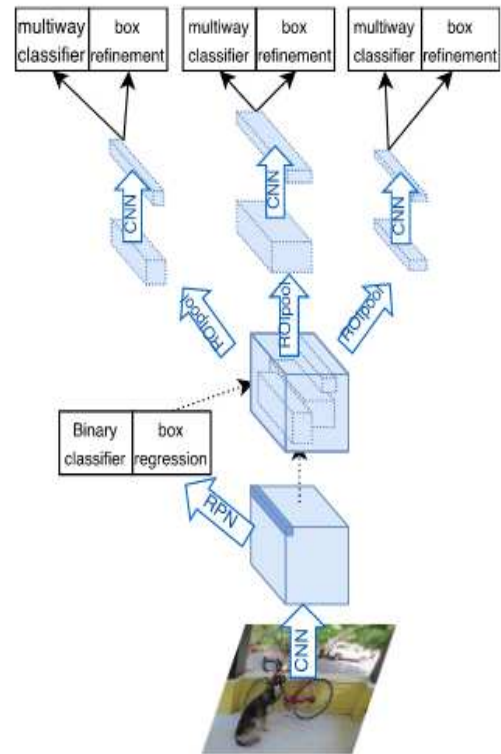 multiway
classifier
box
refinement
multiway
classifier
box
refinement
multiway
classifier
box
refinement
CNN
CNN
CNN
ROIpool
ROIpool
ROIpool
Binary
classifier
box
regression
RPN
CNN